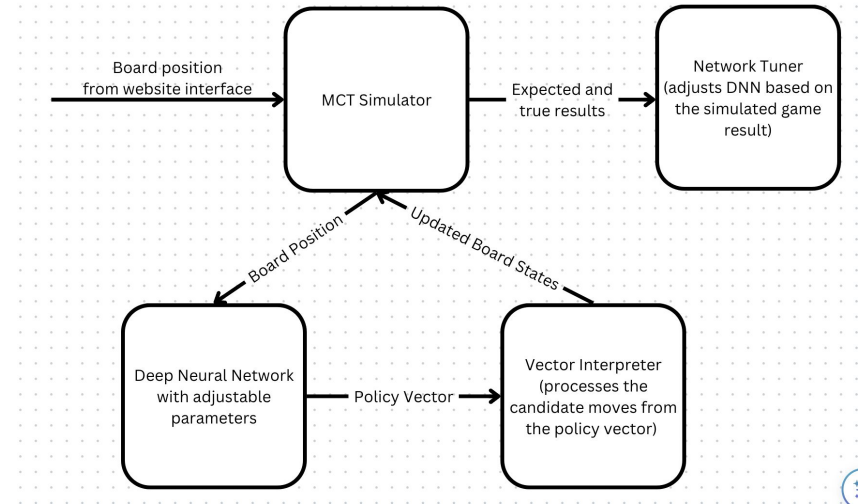 Board position
from website interface
MCT Simulator
Expected and
true results
Network Tuner
(adjusts DNN based on
the simulated game
result)
Board Position
Updated Board States
Deep Neural Network
with adjustable
parameters
Policy Vector
Vector Interpreter
(processes the
candidate moves from
the policy vector)